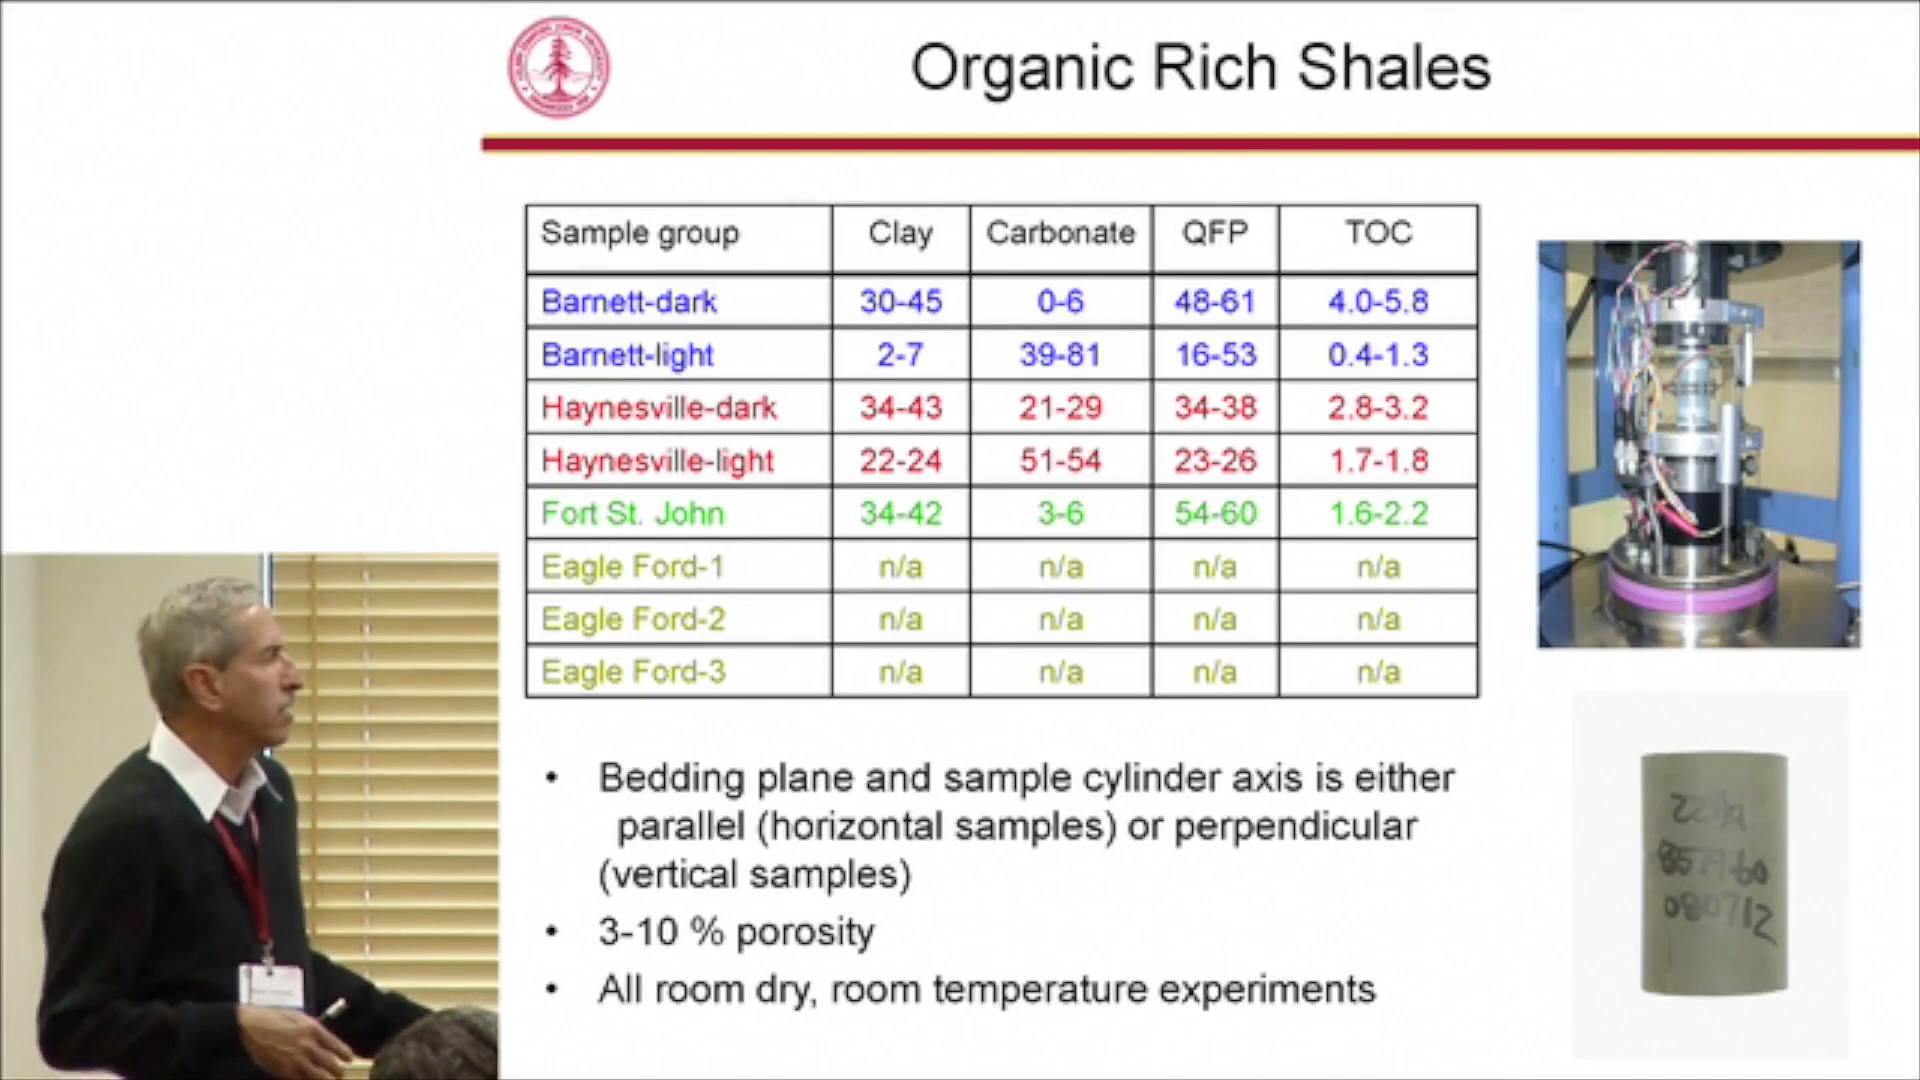 Organic Rich Shales
Sample group Clay Carbonate QFP TOC
Barnett-dark 30-45 0-6 48-61 4.0-5.8
Barnett-light 2-7 39-81 16-53 0.4-1.3
Haynesville-dark 34-43 21-29 34-38 2.8-3.2
Haynesville-light 22-24 51-54 23-26 1.7-1.8
Fort St. John 34-42 3-6 54-60 1.6-2.2
Eagle Ford-1 n/a n/a n/a n/a
Eagle Ford-2 n/a n/a n/a n/a
Eagle Ford-3 n/a n/a n/a n/a
• Bedding plane and sample cylinder axis is either
parallel (horizontal samples) or perpendicular
(vertical samples)
• 3-10 % porosity
• All room dry, room temperature experiments
080712